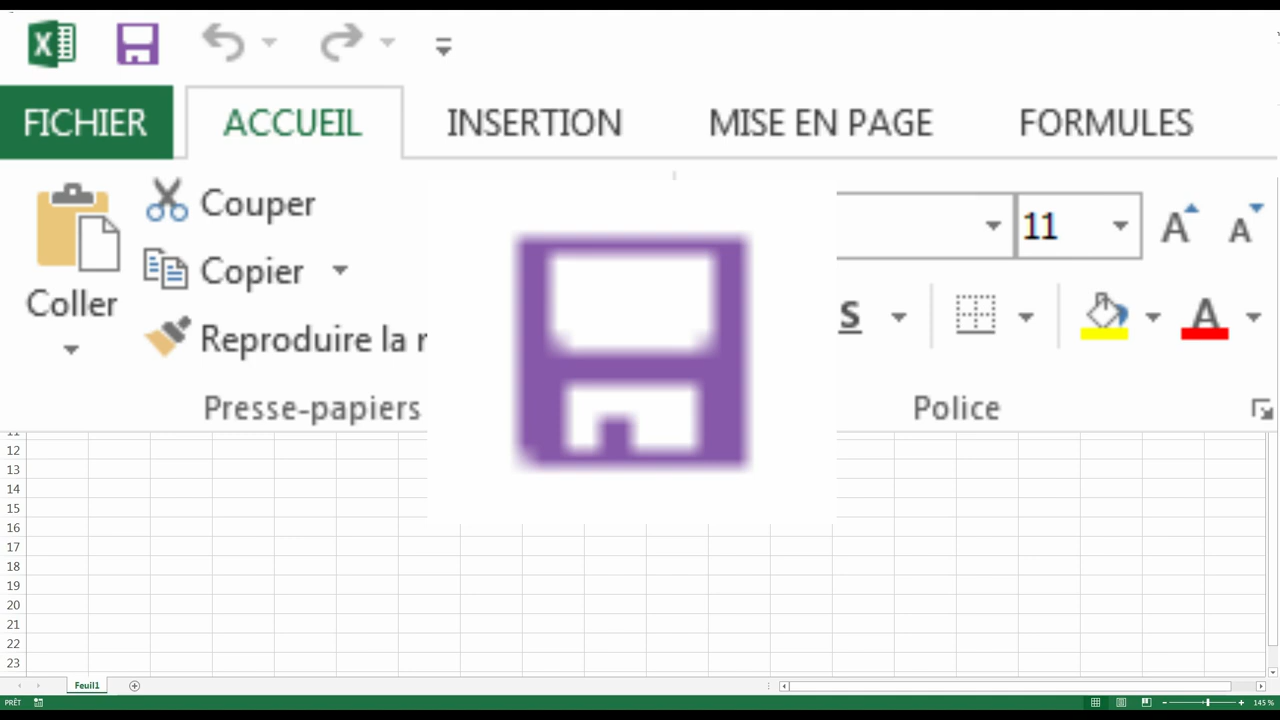 FICHIER ACCUEIL INSERTION MISE EN PAGE FORMULES
Couper
11
Copier
Coller
S
A
Reproduire la r
Presse-papiers
Police
12
13
14
15
16
17
18
19
20
21
22
23
Feuil1
PRÊT
145 %